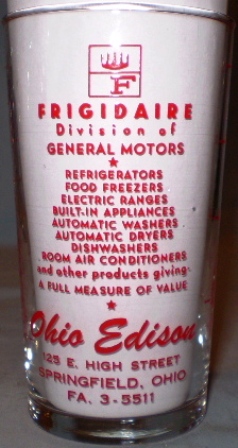 F
FRIGIDAIRE
Division of
GENERAL MOTORS
REFRIGERATORS
FOOD FREEZERS
ELECTRIC RANGES
BUILT-IN APPLIANCES
AUTOMATIC WASHERS
AUTOMATIC DRYERS
DISHWASHERS
ROOM AIR CONDITIONERS
and other products giving.
A FULL MEASURE OF VALUE
Ohio Edison
125 E. HIGH STREET
SPRINGFIELD, OHIO
FA. 3-5511